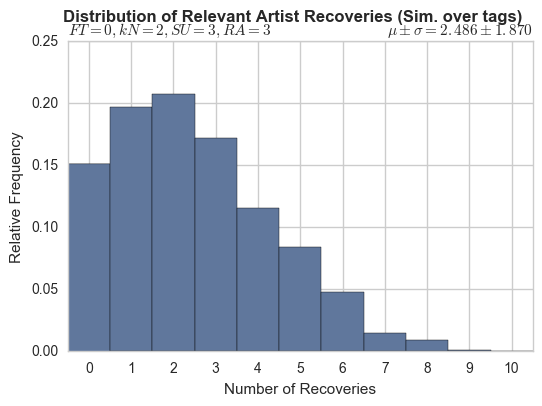 Distribution of Relevant Artist Recoveries (Sim. over tags)
FT = 0, kN = 2, SU = 3, RA = 3
μ ± σ = 2.486 ± 1.870
0.25
0.20
0.15
0.10
0.05
0.00
Relative Frequency
0 1 2 3 4 5 6 7 8 9 10
Number of Recoveries